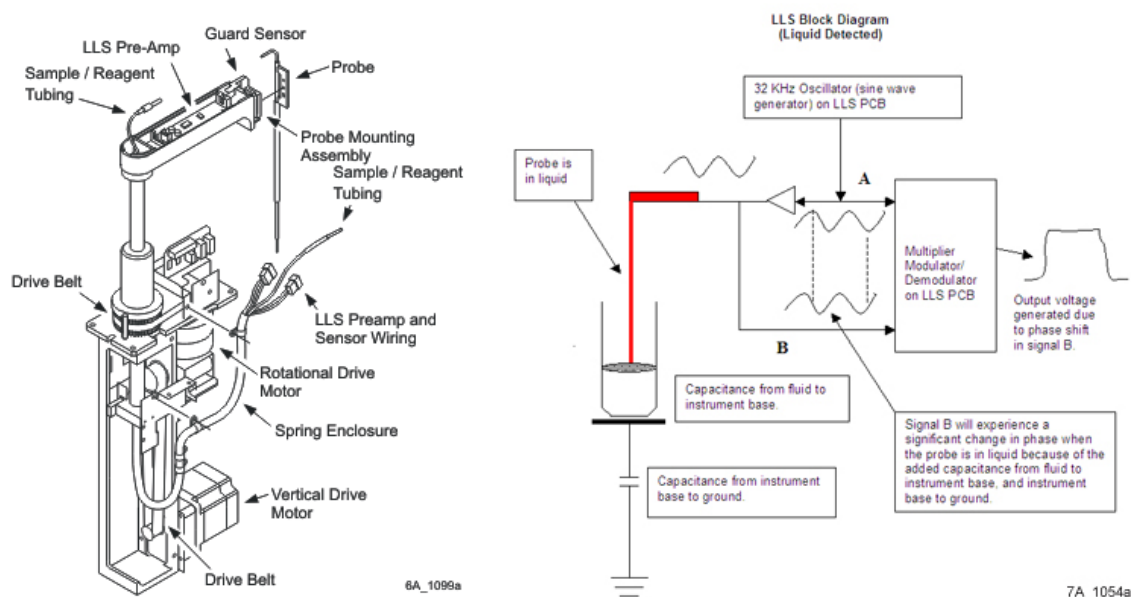 Guard Sensor
LLS Pre-Amp
Sample / Reagent
Tubing
Probe
Probe Mounting
Assembly
Sample / Reagent
Tubing
Drive Belt
LLS Preamp and
Sensor Wiring
Rotational Drive
Motor
Spring Enclosure
Vertical Drive
Motor
Drive Belt
6A_1099a
LLS Block Diagram
(Liquid Detected)
32 KHz Oscillator (sine wave
generator) on LLS PCB
Probe is
in liquid
A
Multiplier
Modulator/
Demodulator
on LLS PCB
Output voltage
generated due
to phase shift
in signal B.
B
Capacitance from fluid to
instrument base.
Signal B will experience a
significant change in phase when
the probe is in liquid because of the
added capacitance from fluid to
instrument base, and instrument
base to ground.
Capacitance from instrument
base to ground.
7A_1054a